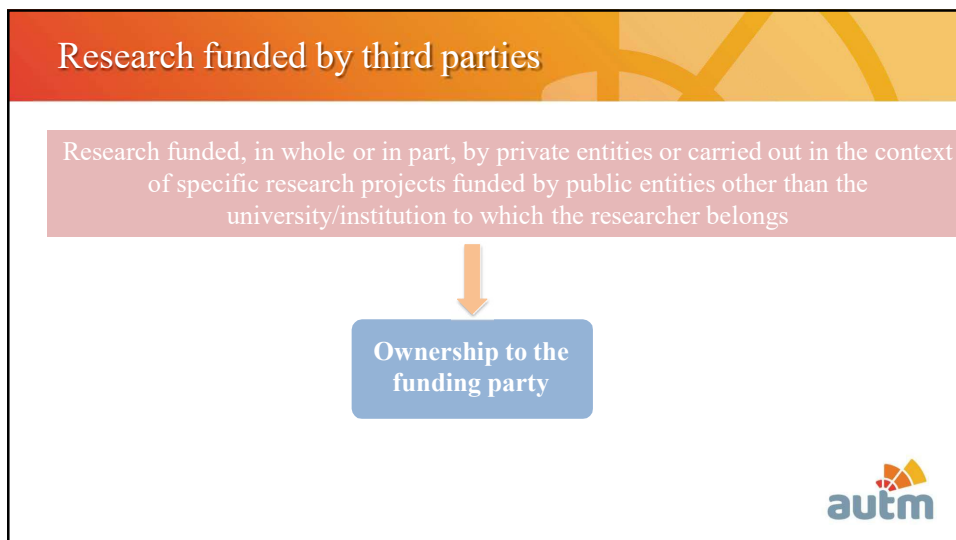 Research funded by third parties
Research funded, in whole or in part, by private entities or carried out in the context
of specific research projects funded by public entities other than the
university/institution to which the researcher belongs
Ownership to the
funding party
autm